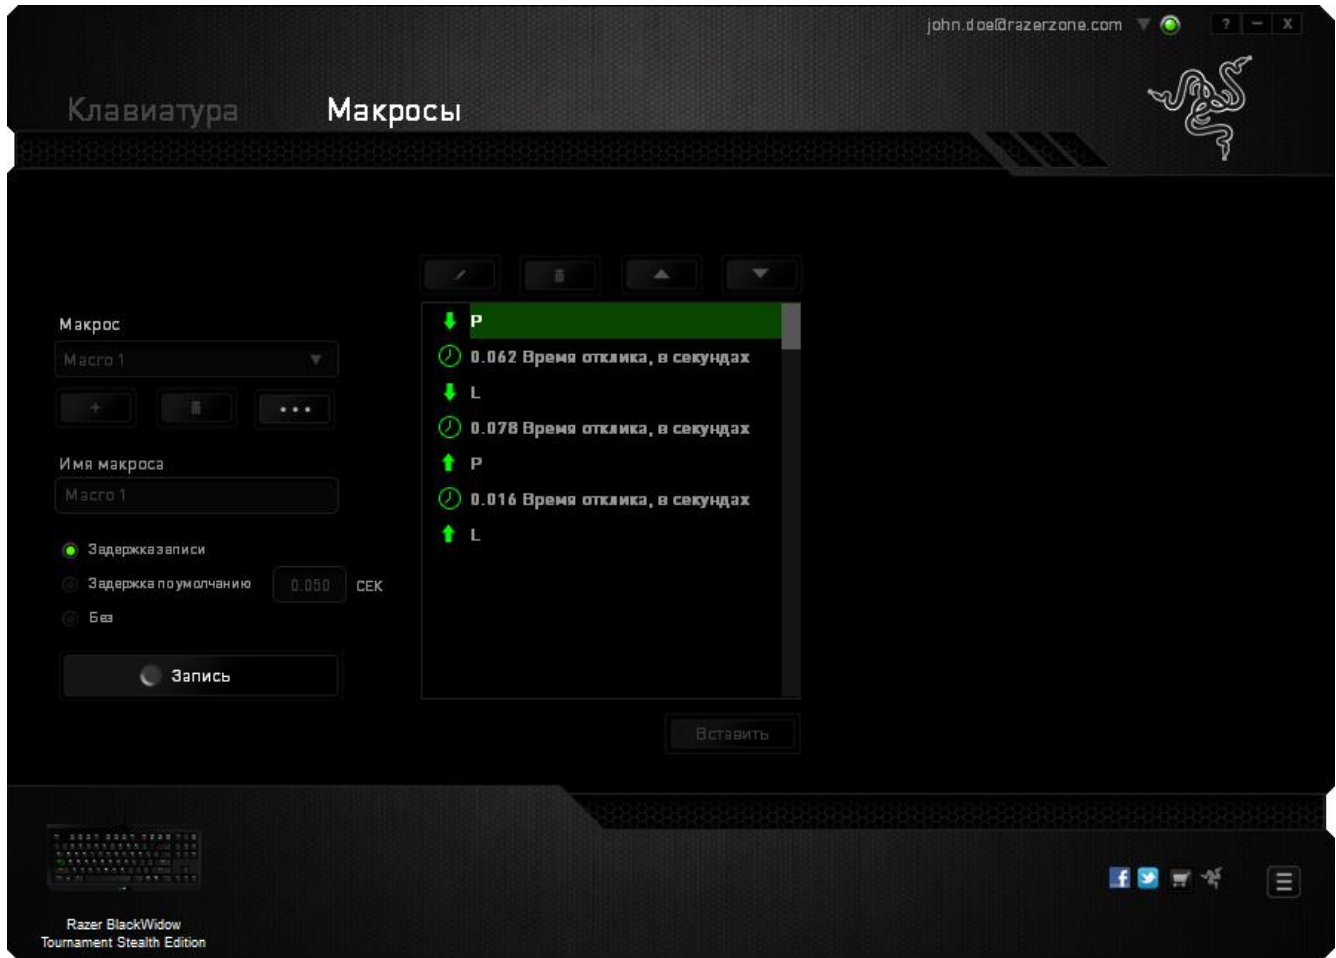 john.doe@razerzone.com
? – X
Клавиатура Макросы
Макрос
Macro 1
+
Имя макроса
Macro 1
Задержка записи
Задержка по умолчанию 0.050 СЕК
Без
Запись
P
0.062 Время отклика, в секундах
L
0.078 Время отклика, в секундах
P
0.016 Время отклика, в секундах
L
Вставить
Razer BlackWidow
Tournament Stealth Edition